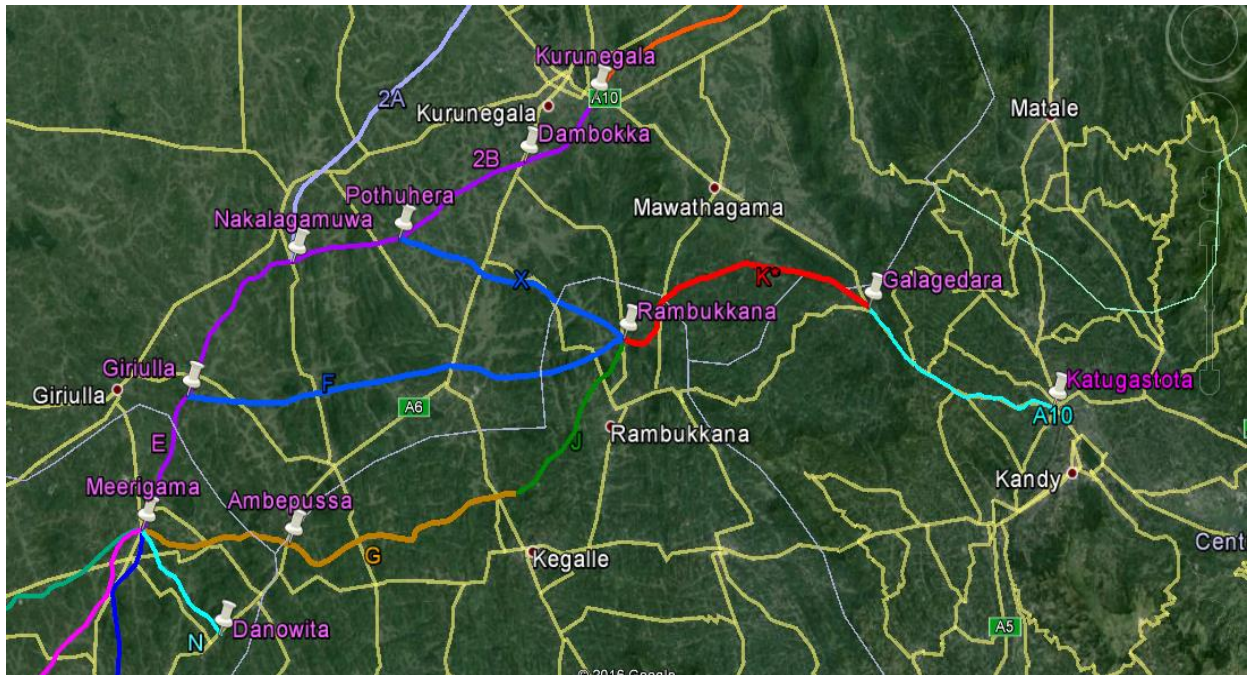 Kurunegala
2A
A10
Matale
Kurunegala
Dambokka
2B
Pothuhera
Mawathagama
Nakalagamuwa
X
K*
Galagedara
Rambukkana
Giriulla
Giriulla
F
A6
Katugastota
A10
Rambukkana
E
J
Meerigama
Ambepussa
Kandy
G
Kegalle
Cent
N
Danowita
A5
© 2016 Google